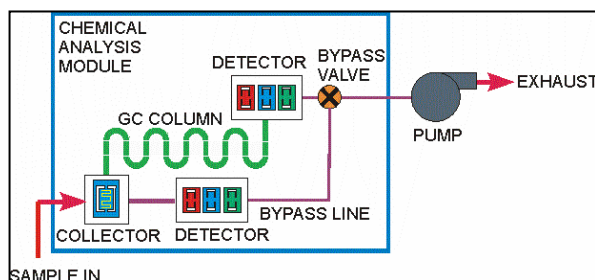 CHEMICAL
ANALYSIS
MODULE
DETECTOR
BYPASS
VALVE
EXHAUST
GC COLUMN
PUMP
BYPASS LINE
COLLECTOR
DETECTOR
SAMPLE IN